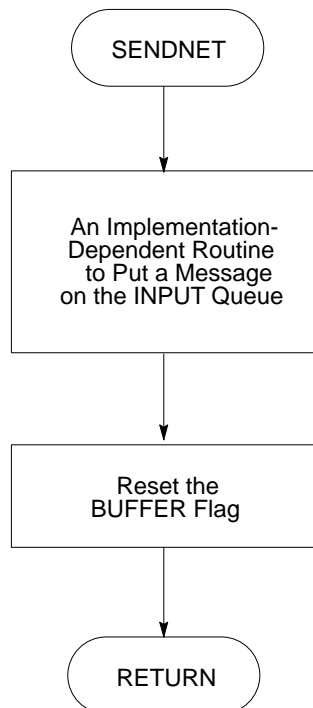 SENDNET
An Implementation-
Dependent Routine
to Put a Message
on the INPUT Queue
Reset the
BUFFER Flag
RETURN